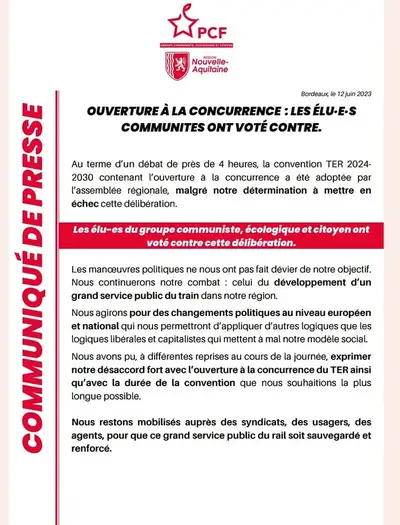 PCF
GROUPE COMMUNISTE, ÉCOLOGIQUE ET CITOYEN
RÉGION
Nouvelle-
Aquitaine
Bordeaux, le 12 juin 2023
COMMUNIQUÉ DE PRESSE
OUVERTURE À LA CONCURRENCE : LES ÉLU·E·S
COMMUNITES ONT VOTÉ CONTRE.
Au terme d'un débat de près de 4 heures, la convention TER 2024-
2030 contenant l'ouverture à la concurrence a été adoptée par
l'assemblée régionale, malgré notre détermination à mettre en
échec cette délibération.
Les élu-es du groupe communiste, écologique et citoyen ont
voté contre cette délibération.
Les manœuvres politiques ne nous ont pas fait dévier de notre objectif.
Nous continuerons notre combat : celui du développement d'un
grand service public du train dans notre région.
Nous agirons pour des changements politiques au niveau européen
et national qui nous permettront d'appliquer d'autres logiques que les
logiques libérales et capitalistes qui mettent à mal notre modèle social.
Nous avons pu, à différentes reprises au cours de la journée, exprimer
notre désaccord fort avec l'ouverture à la concurrence du TER ainsi
qu'avec la durée de la convention que nous souhaitions la plus
longue possible.
Nous restons mobilisés auprès des syndicats, des usagers, des
agents, pour que ce grand service public du rail soit sauvegardé et
renforcé.